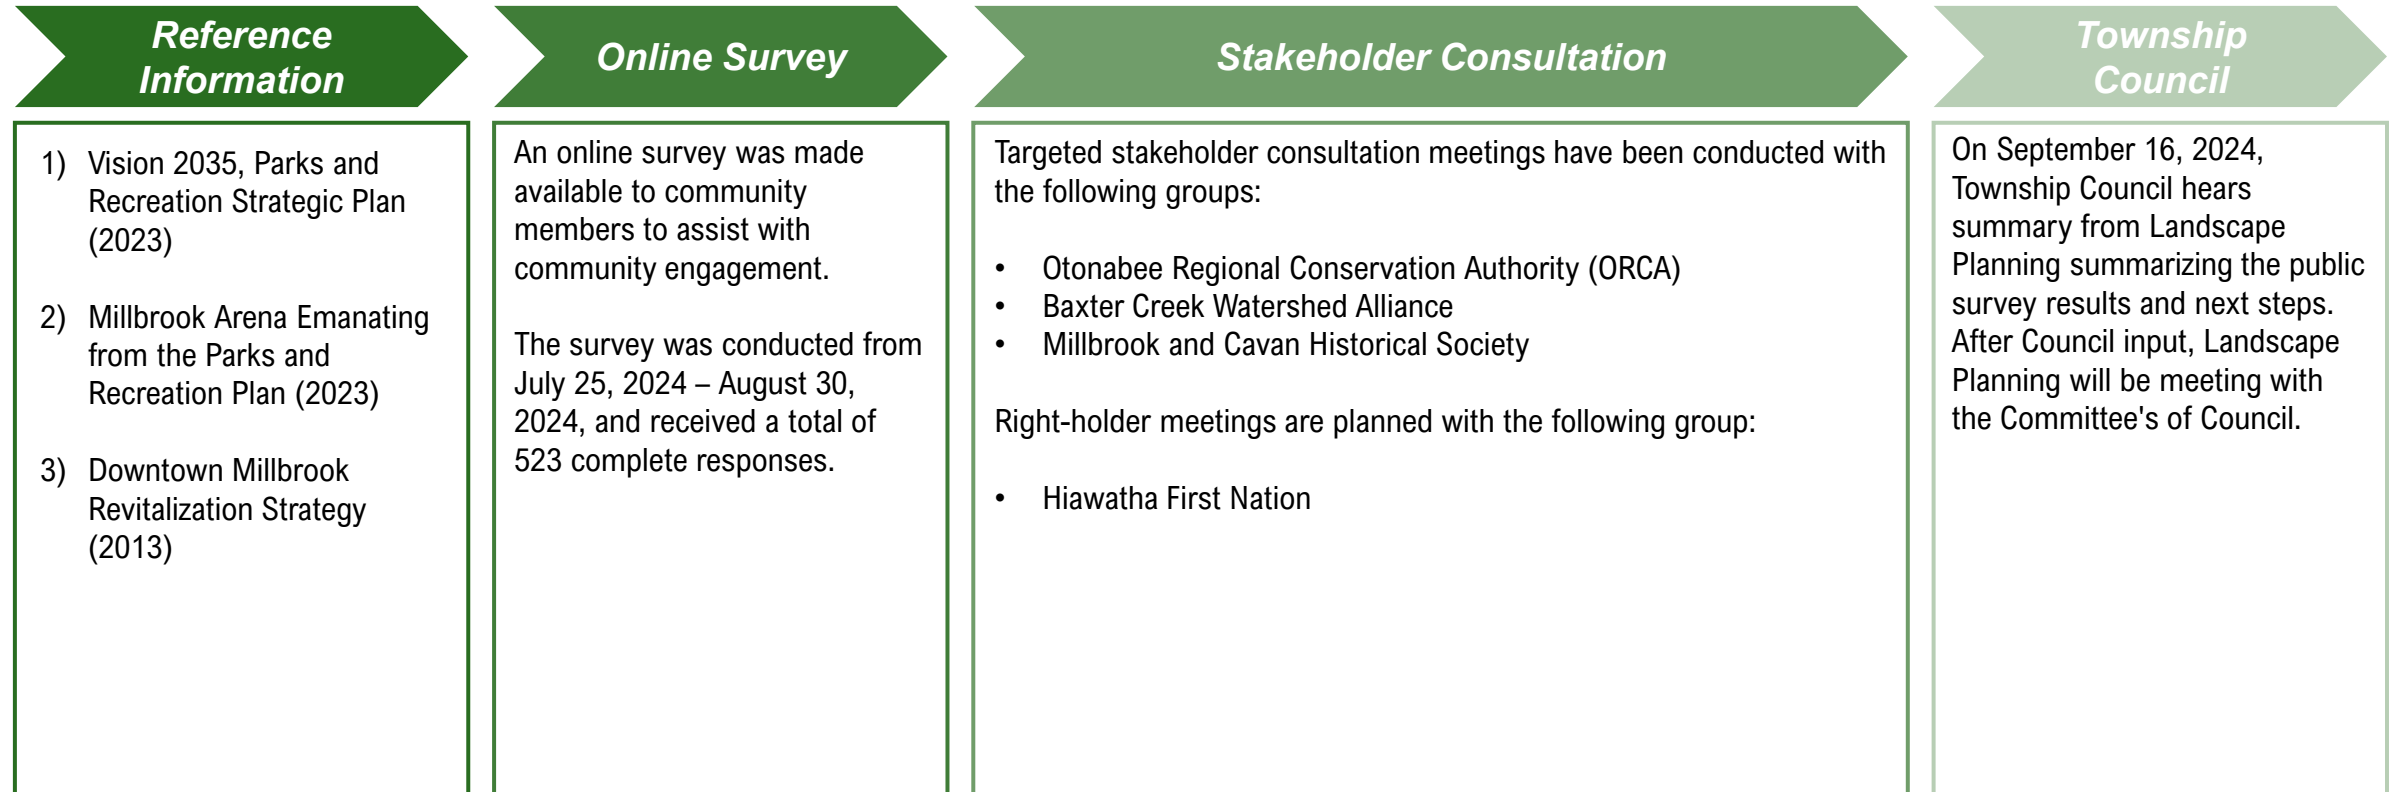 Reference
Information
1) Vision 2035, Parks and
Recreation Strategic Plan
(2023)
2) Millbrook Arena Emanating
from the Parks and
Recreation Plan (2023)
3) Downtown Millbrook
Revitalization Strategy
(2013)
Online Survey
An online survey was made
available to community
members to assist with
community engagement.
The survey was conducted from
July 25, 2024 – August 30,
2024, and received a total of
523 complete responses.
Stakeholder Consultation
Targeted stakeholder consultation meetings have been conducted with
the following groups:
• Otonabee Regional Conservation Authority (ORCA)
• Baxter Creek Watershed Alliance
• Millbrook and Cavan Historical Society
Right-holder meetings are planned with the following group:
• Hiawatha First Nation
Township
Council
On September 16, 2024,
Township Council hears
summary from Landscape
Planning summarizing the public
survey results and next steps.
After Council input, Landscape
Planning will be meeting with
the Committee's of Council.